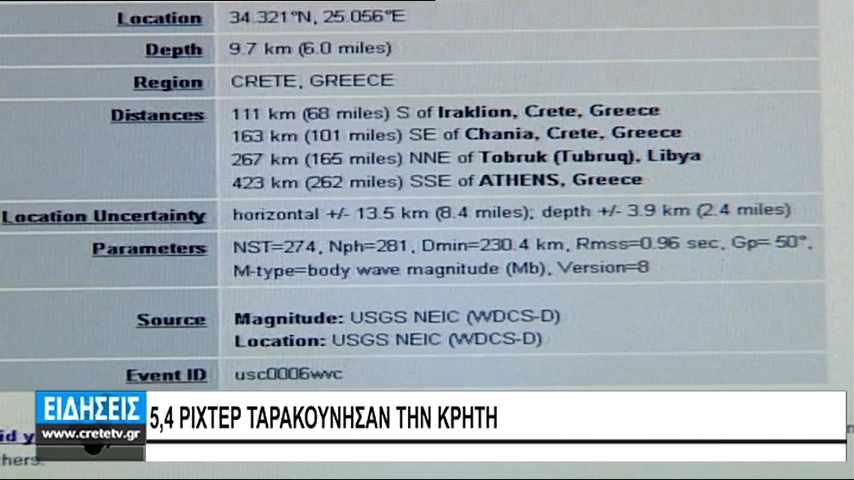 Location 34.321°N, 25.056°E
Depth 9.7 km (6.0 miles)
Region CRETE, GREECE
Distances 111 km (68 miles) S of Iraklion, Crete, Greece
163 km (101 miles) SE of Chania, Crete, Greece
267 km (165 miles) NNE of Tobruk (Tubruq), Libya
423 km (262 miles) SSE of ATHENS, Greece
Location Uncertainty horizontal +/- 13.5 km (8.4 miles); depth +/- 3.9 km (2.4 miles)
Parameters NST=274, Nph=281, Dmin=230.4 km, Rmss=0.96 sec, Gp= 50°,
M-type=body wave magnitude (Mb), Version=8
Source Magnitude: USGS NEIC (WDCS-D)
Location: USGS NEIC (WDCS-D)
Event ID usc0006wvc
ΕΙΔΗΣΕΙΣ
www.cretetv.gr
5,4 ΡΙΧΤΕΡ ΤΑΡΑΚΟΥΝΗΣΑΝ ΤΗΝ ΚΡΗΤΗ